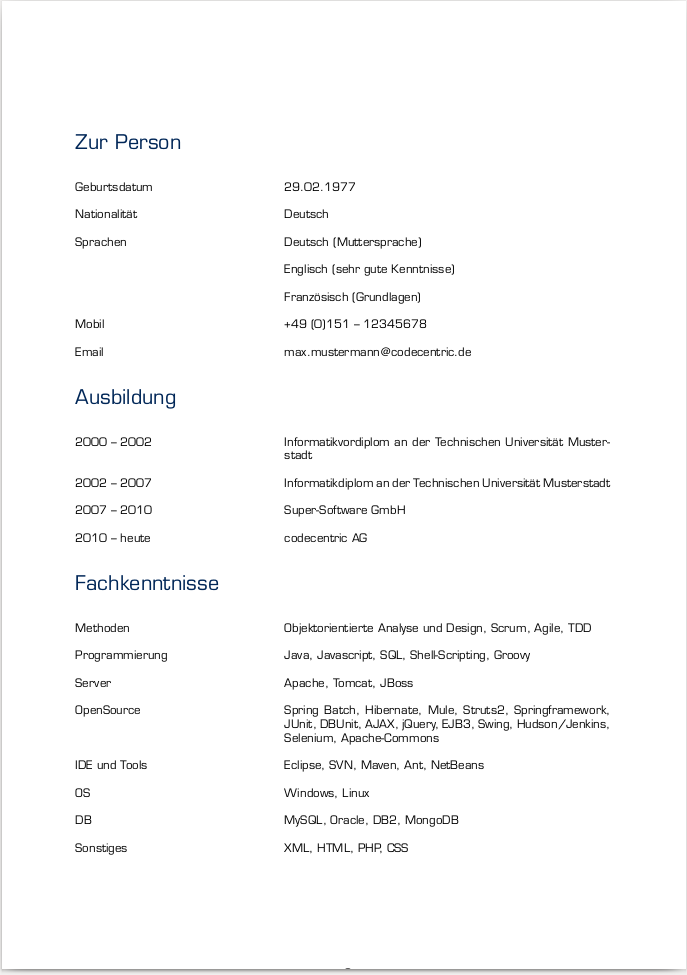 Zur Person
Geburtsdatum 29.02.1977
Nationalität Deutsch
Sprachen Deutsch (Muttersprache)
Englisch (sehr gute Kenntnisse)
Französisch (Grundlagen)
Mobil +49 (0)151 – 12345678
Email max.mustermann@codecentric.de
Ausbildung
2000 – 2002 Informatikvordiplom an der Technischen Universität Muster-
stadt
2002 – 2007 Informatikdiplom an der Technischen Universität Musterstadt
2007 – 2010 Super-Software GmbH
2010 – heute codecentric AG
Fachkenntnisse
Methoden Objektorientierte Analyse und Design, Scrum, Agile, TDD
Programmierung Java, Javascript, SQL, Shell-Scripting, Groovy
Server Apache, Tomcat, JBoss
OpenSource Spring Batch, Hibernate, Mule, Struts2, Springframework,
JUnit, DBUnit, AJAX, jQuery, EJB3, Swing, Hudson/Jenkins,
Selenium, Apache-Commons
IDE und Tools Eclipse, SVN, Maven, Ant, NetBeans
OS Windows, Linux
DB MySQL, Oracle, DB2, MongoDB
Sonstiges XML, HTML, PHP, CSS